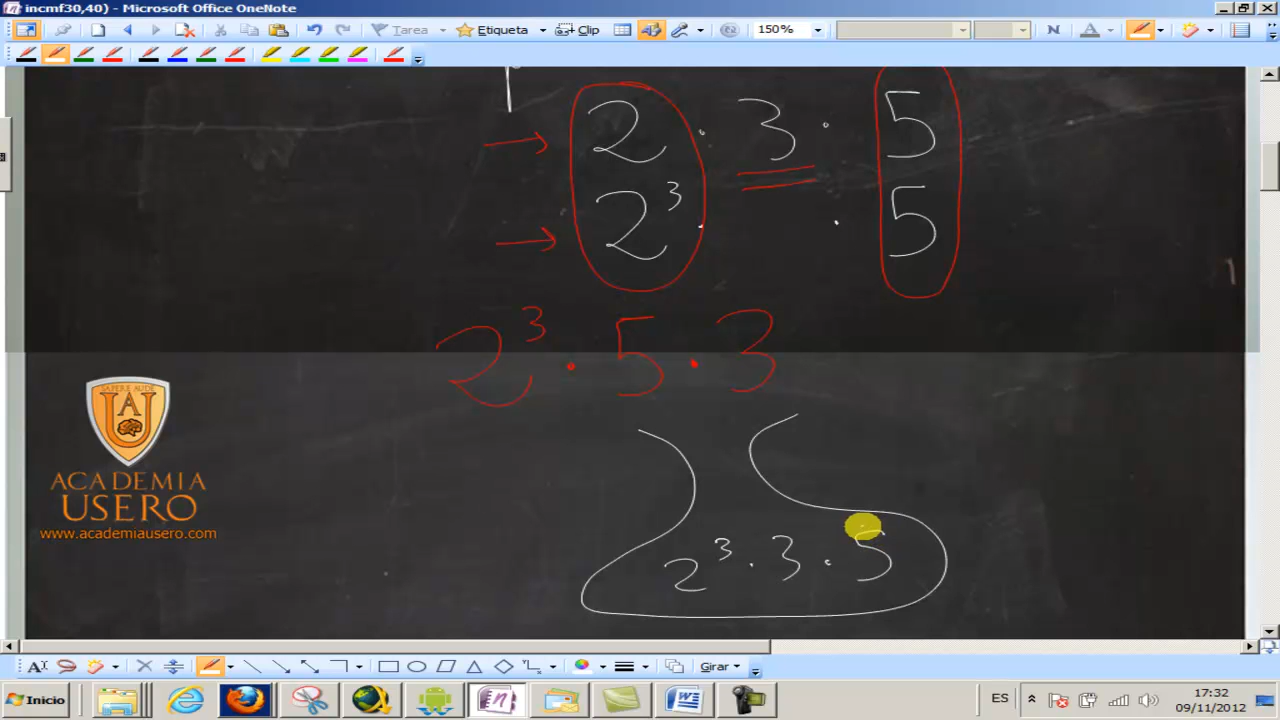 incmf30,40) - Microsoft Office OneNote
Tarea Etiqueta Clip 150% N A
2 · 3 · 5
2³ · · 5
2³ · 5 · 3
2³ · 3 · 5
SAPERE AUDE
UA
ACADEMIA
USERO
www.academiausero.com
A Girar
Inicio ES 17:32
09/11/2012